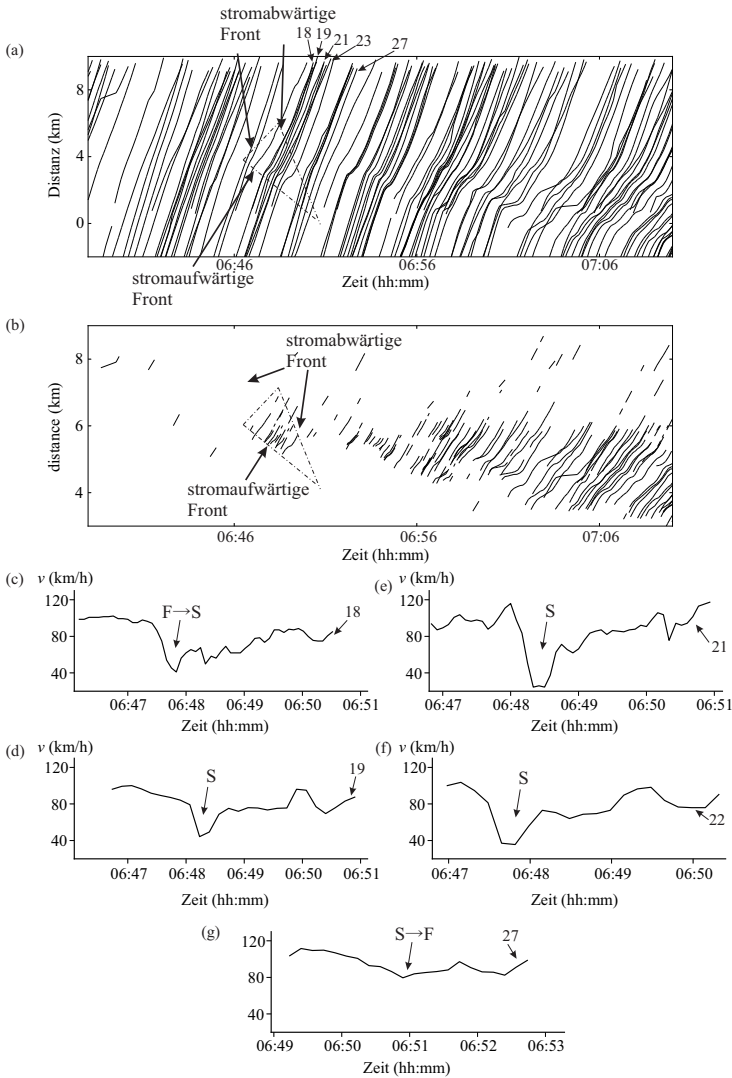 stromabwärtige
Front
18 19 21 23 27
(a)
8
4
0
Distanz (km)
stromaufwärtige
Front
06:46 06:56 07:06
Zeit (hh:mm)
(b)
stromabwärtige
Front
8
6
4
distance (km)
stromaufwärtige
Front
06:46 06:56 07:06
Zeit (hh:mm)
(c) v (km/h)
120
80
40
F→S
18
06:47 06:48 06:49 06:50 06:51
Zeit (hh:mm)
(e) v (km/h)
120
80
40
S
21
06:47 06:48 06:49 06:50 06:51
Zeit (hh:mm)
(d) v (km/h)
120
80
40
S
19
06:47 06:48 06:49 06:50 06:51
Zeit (hh:mm)
(f) v (km/h)
120
80
40
S
22
06:47 06:48 06:49 06:50
Zeit (hh:mm)
(g)
120
80
40
S→F
27
06:49 06:50 06:51 06:52 06:53
Zeit (hh:mm)